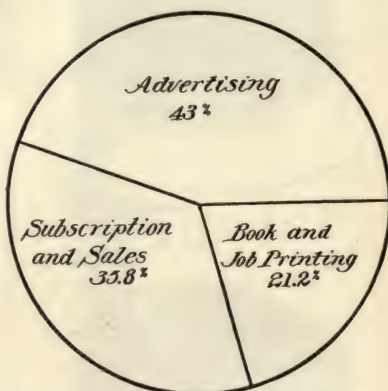 Advertising
43%
Subscription
and Sales
35.8%
Book and
Job Printing
21.2%